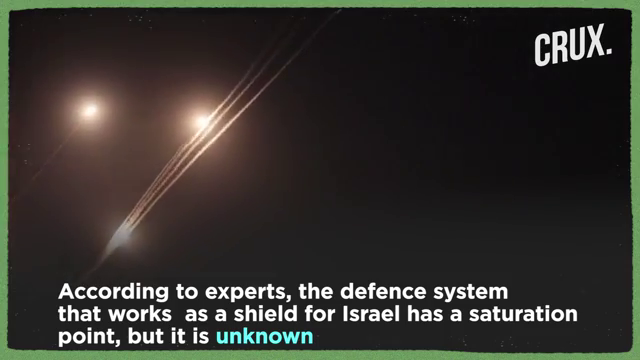 CRUX.
According to experts, the defence system
that works as a shield for Israel has a saturation
point, but it is unknown